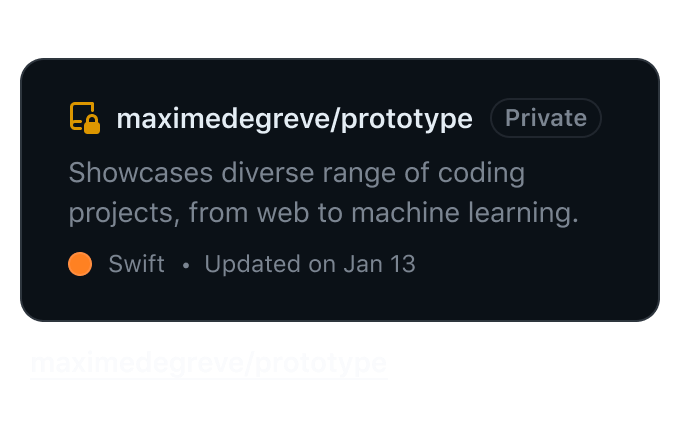 maximedegreve/prototype Private
Showcases diverse range of coding
projects, from web to machine learning.
Swift • Updated on Jan 13
maximedegreve/prototype